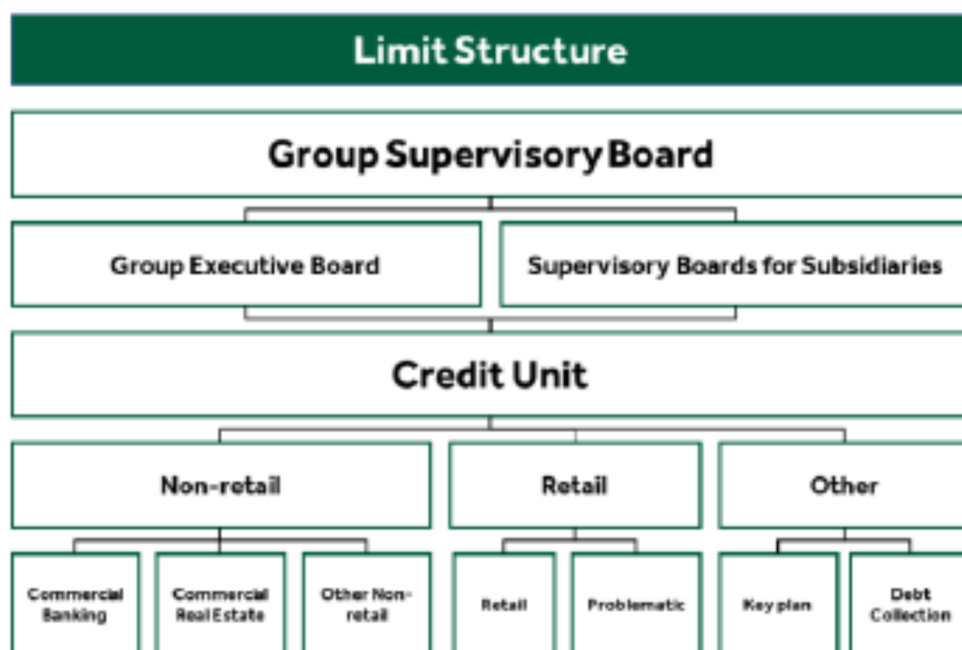 Limit Structure
Group Supervisory Board
Group Executive Board
Supervisory Boards for Subsidiaries
Credit Unit
Non-retail
Retail
Other
Commercial
Banking
Commercial
Real Estate
Other Non-
retail
Retail
Problematic
Key plan
Debt
Collection